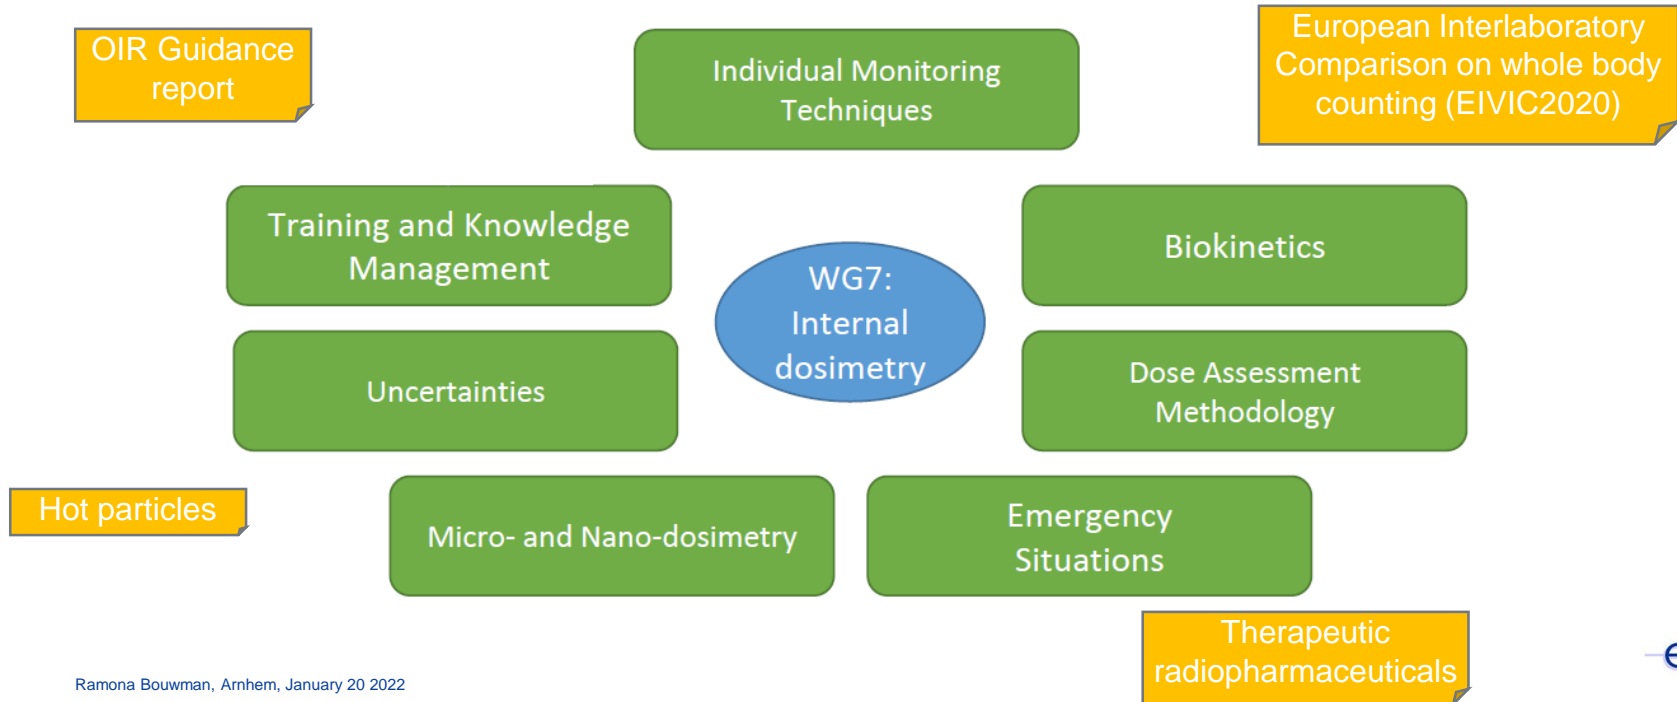 OIR Guidance
report
Individual Monitoring
Techniques
European Interlaboratory
Comparison on whole body
counting (EIVIC2020)
Training and Knowledge
Management
WG7:
Internal
dosimetry
Biokinetics
Uncertainties
Dose Assessment
Methodology
Hot particles
Micro- and Nano-dosimetry
Emergency
Situations
Therapeutic
radiopharmaceuticals
Ramona Bouwman, Arnhem, January 20 2022